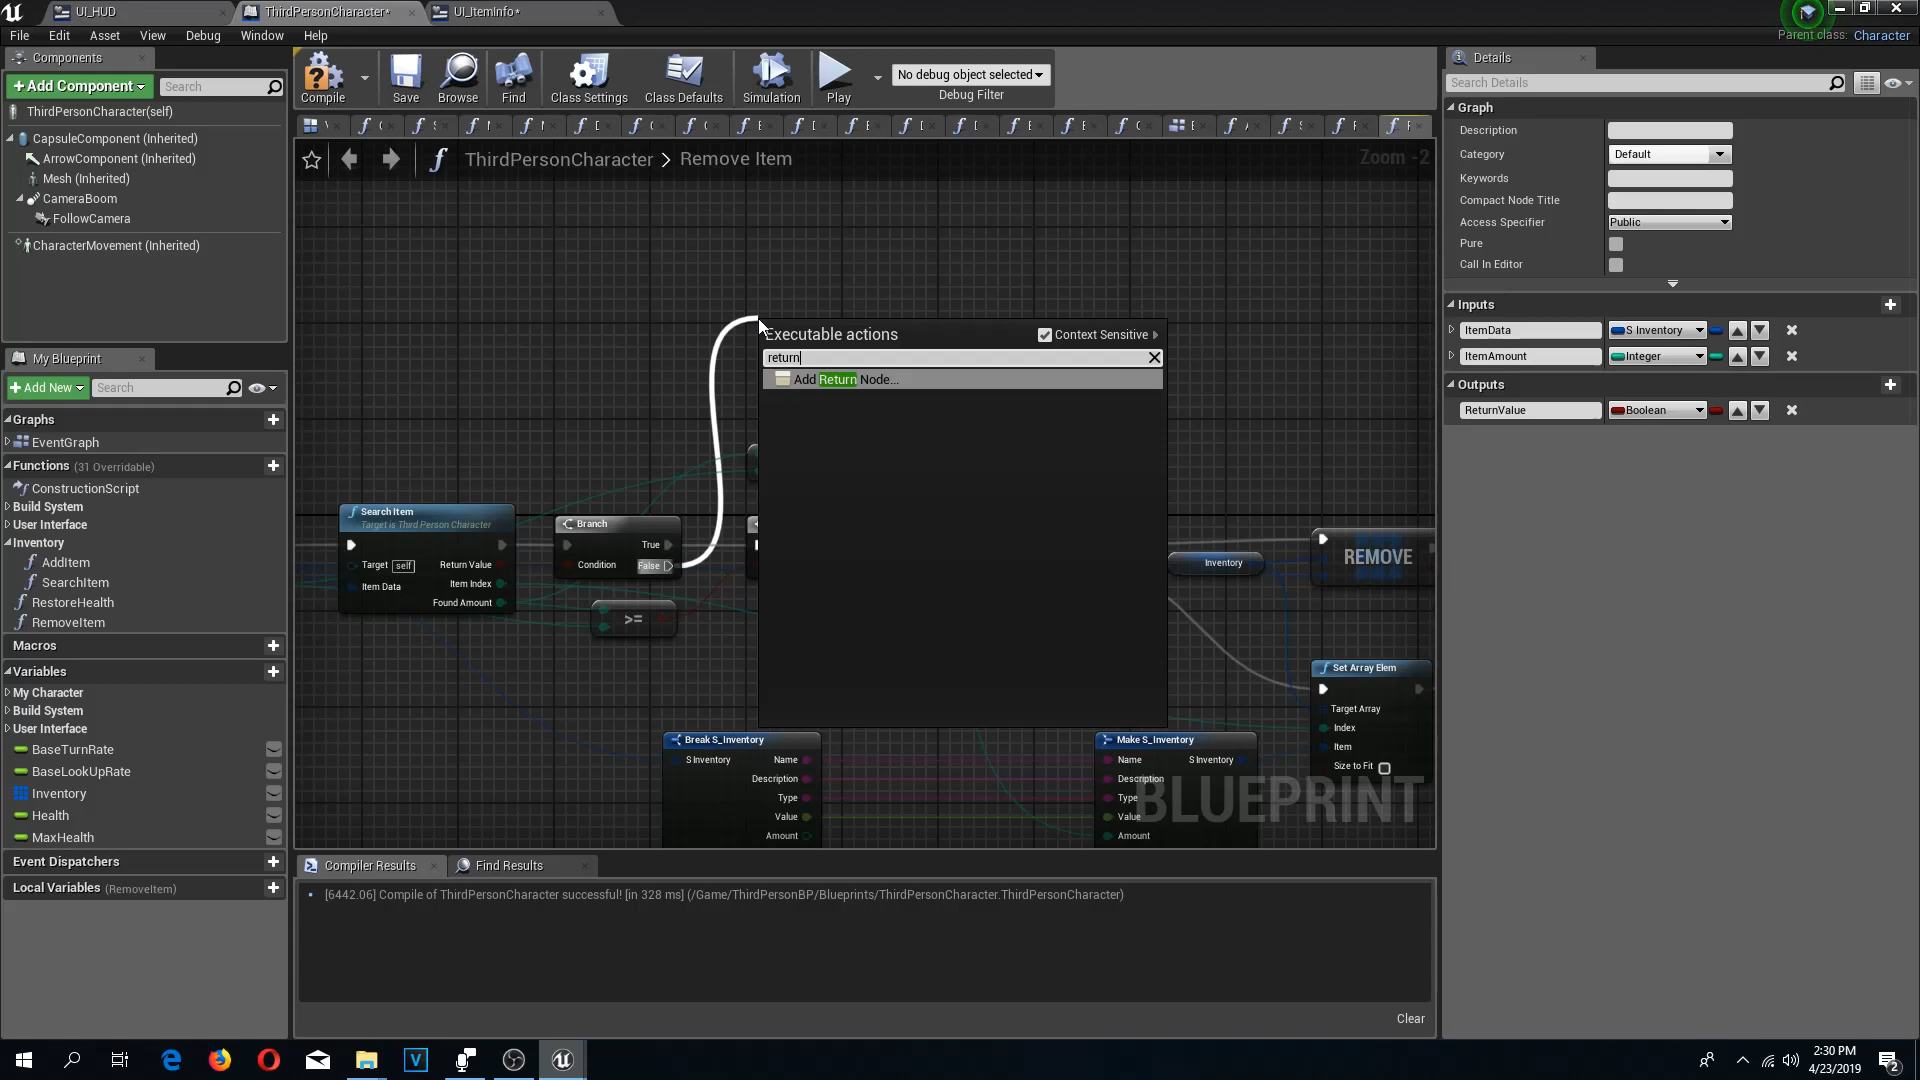 UI_HUD
ThirdPersonCharacter*
UI_ItemInfo*
File
Edit
Asset
View
Debug
Window
Help
Parent class: Character
Components
+Add Component
Search
ThirdPersonCharacter(self)
CapsuleComponent (Inherited)
ArrowComponent (Inherited)
Mesh (Inherited)
CameraBoom
FollowCamera
CharacterMovement (Inherited)
Compile
Save
Browse
Find
Class Settings
Class Defaults
Simulation
Play
No debug object selected
Debug Filter
ThirdPersonCharacter > Remove Item
Zoom -2
My Blueprint
+Add New
Search
Graphs
EventGraph
Functions (31 Overridable)
ConstructionScript
Build System
User Interface
Inventory
AddItem
SearchItem
RestoreHealth
RemoveItem
Macros
Variables
My Character
Build System
User Interface
BaseTurnRate
BaseLookUpRate
Inventory
Health
MaxHealth
Event Dispatchers
Local Variables (RemoveItem)
Executable actions
Context Sensitive
return
Add Return Node...
Search Item
Target is Third Person Character
Target self
Return Value
Item Data
Item Index
Found Amount
Branch
True
Condition
False
>=
Inventory
REMOVE
Set Array Elem
Target Array
Index
Item
Size to Fit
Break S_Inventory
S Inventory
Name
Description
Type
Value
Amount
Make S_Inventory
Name
S Inventory
Description
Type
Value
Amount
BLUEPRINT
Compiler Results
Find Results
[6442.06] Compile of ThirdPersonCharacter successful! [in 328 ms] (/Game/ThirdPersonBP/Blueprints/ThirdPersonCharacter.ThirdPersonCharacter)
Clear
Details
Search Details
Graph
Description
Category
Default
Keywords
Compact Node Title
Access Specifier
Public
Pure
Call In Editor
Inputs
ItemData
S Inventory
ItemAmount
Integer
Outputs
ReturnValue
Boolean
2:30 PM
4/23/2019
2